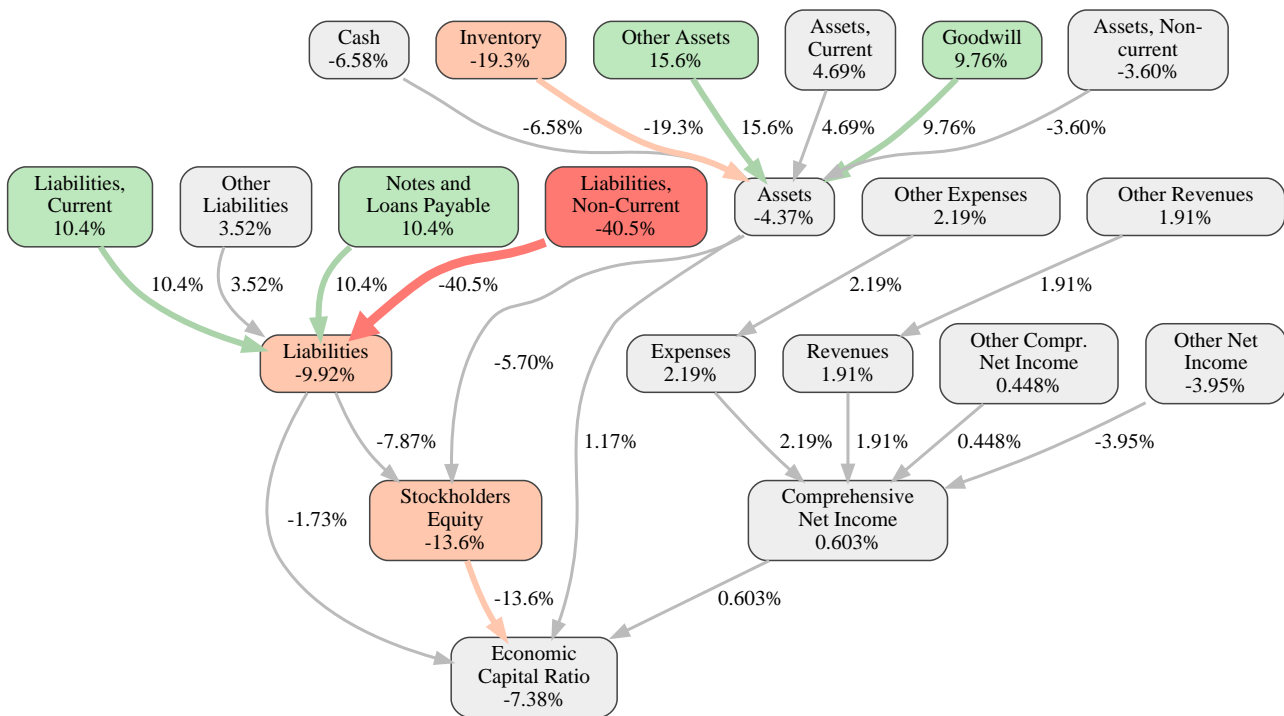 Cash
-6.58%
Inventory
-19.3%
Other Assets
15.6%
Assets,
Current
4.69%
Goodwill
9.76%
Assets, Non-
current
-3.60%
-6.58%
-19.3%
15.6%
4.69%
9.76%
-3.60%
Liabilities,
Current
10.4%
Other
Liabilities
3.52%
Notes and
Loans Payable
10.4%
Liabilities,
Non-Current
-40.5%
Assets
-4.37%
Other Expenses
2.19%
Other Revenues
1.91%
10.4%
3.52%
10.4%
-40.5%
2.19%
1.91%
Liabilities
-9.92%
-5.70%
Expenses
2.19%
Revenues
1.91%
Other Compr.
Net Income
0.448%
Other Net
Income
-3.95%
-7.87%
1.17%
2.19%
1.91%
0.448%
-3.95%
-1.73%
Stockholders
Equity
-13.6%
Comprehensive
Net Income
0.603%
-13.6%
0.603%
Economic
Capital Ratio
-7.38%